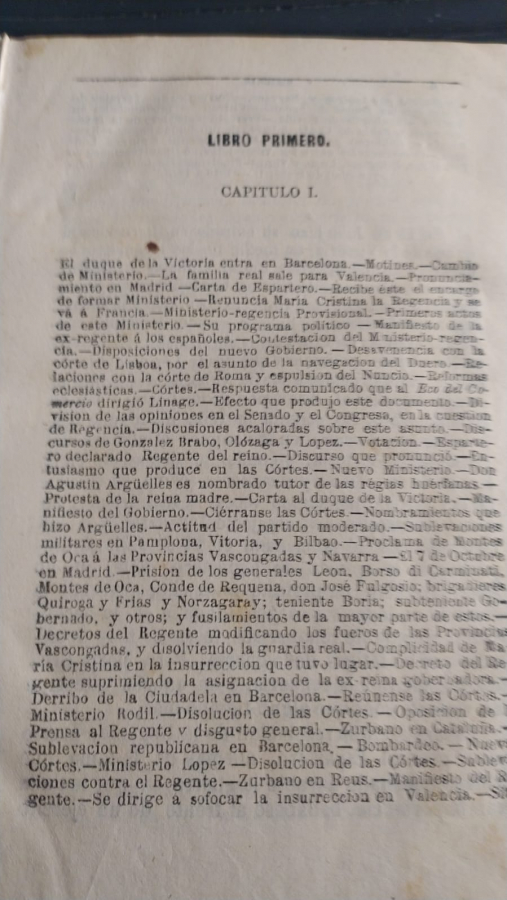 LIBRO PRIMERO.
CAPITULO I.
El duque de la Victoria entra en Barcelona.—Motines.—Cambio
de Ministerio.—La familia real sale para Valencia.—Pronuncia-
miento en Madrid—Carta de Espartero.—Recibe éste el encargo
de formar Ministerio—Renuncia María Cristina la Regencia y se
vá á Francia.—Ministerio-regencia Provisional.—Primeros actos
de este Ministerio.—Su programa político—Manifiesto de la
ex-regente á los españoles.—Contestacion del Ministerio-regen-
cia.—Disposiciones del nuevo Gobierno.—Desavenencia con la
córte de Lisboa, por el asunto de la navegacion del Duero.—Re-
laciones con la córte de Roma y espulsion del Nuncio.—Reformas
eclesiásticas.—Córtes.—Respuesta comunicado que al Eco del Co-
mercio dirigió Linage.—Efecto que produjo este documento.—Di-
vision de las opiniones en el Senado y el Congresa, en la cuestion
de Regencia.—Discusiones acaloradas sobre este asunto.—Dis-
cursos de Gonzalez Brabo, Olózaga y Lopez.—Votacion.—Esparte-
ro declarado Regente del reino.—Discurso que pronunció.—En-
tusiasmo que produce en las Córtes.—Nuevo Ministerio.—Don
Agustin Argüelles es nombrado tutor de las régias huérfanas.—
Protesta de la reina madre.—Carta al duque de la Victoria.—Ma-
nifiesto del Gobierno.—Ciérranse las Córtes.—Nombramientos que
hizo Argüelles.—Actitud del partido moderado.—Sublevaciones
militares en Pamplona, Vitoria, y Bilbao.—Proclama de Montes
de Oca á las Provincias Vascongadas y Navarra—El 7 de Octubre
en Madrid.—Prision de los generales Leon, Borso di Carminati,
Montes de Oca, Conde de Requena, don José Fulgosio; brigadieres
Quiroga y Frias y Norzagaray; teniente Boria; subteniente Go-
bernado, y otros; y fusilamientos de la mayor parte de estos.—
Decretos del Regente modificando los fueros de las Provincias
Vascongadas, y disolviendo la guardia real.—Complicidad de Ma-
ria Cristina en la insurreccion que tuvo lugar.—Decreto del Re-
gente suprimiendo la asignacion de la ex-reina gobernadora.—
Derribo de la Ciudadela en Barcelona.—Reúnense las Córtes.—
Ministerio Rodil.—Disolucion de las Córtes.—Oposicion de
Prensa al Regente y disgusto general.—Zurbano en Cataluña.—
Sublevacion republicana en Barcelona,—Bombardeo.—
Córtes.—Ministerio Lopez—Disolucion de las Córtes.—
ciones contra el Regente.—Zurbano en Reus.—Manifiesto del
gente.—Se dirige a sofocar la insurreccion en Valencia.—